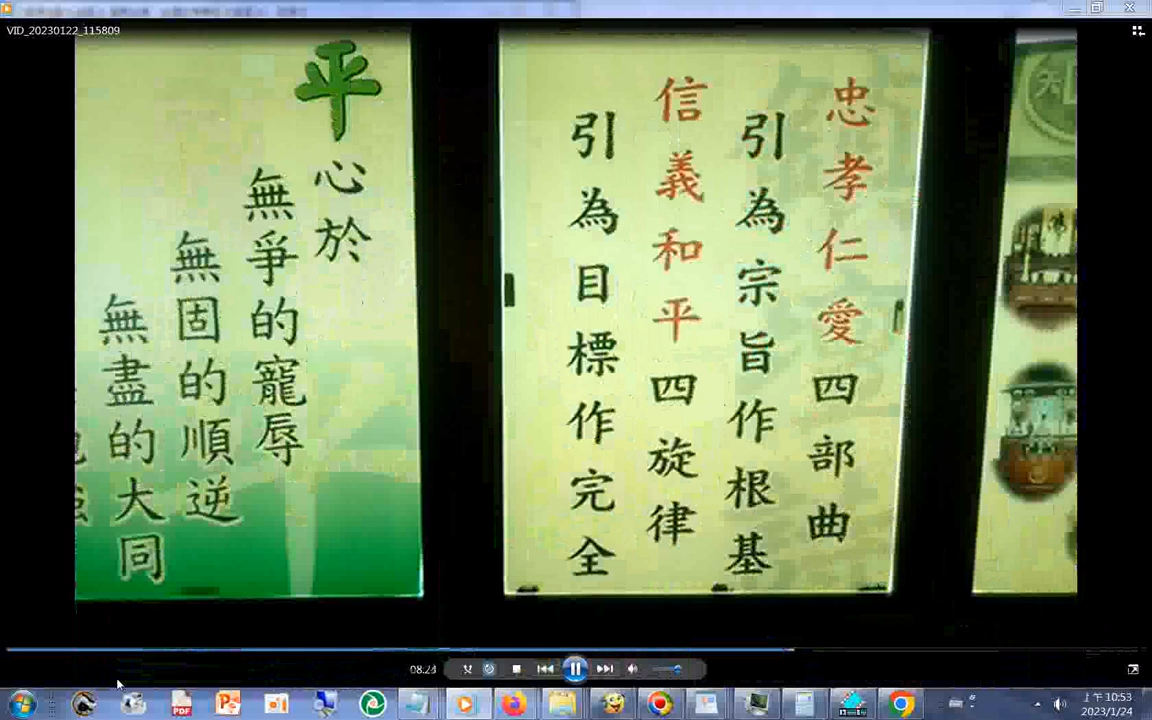 VID_20230122_115809
忠孝仁愛四部曲
引為宗旨作根基
信義和平四旋律
引為目標作完全
平心於
無爭的寵辱
無固的順逆
無盡的大同
08:23
上午 10:53
2023/1/24